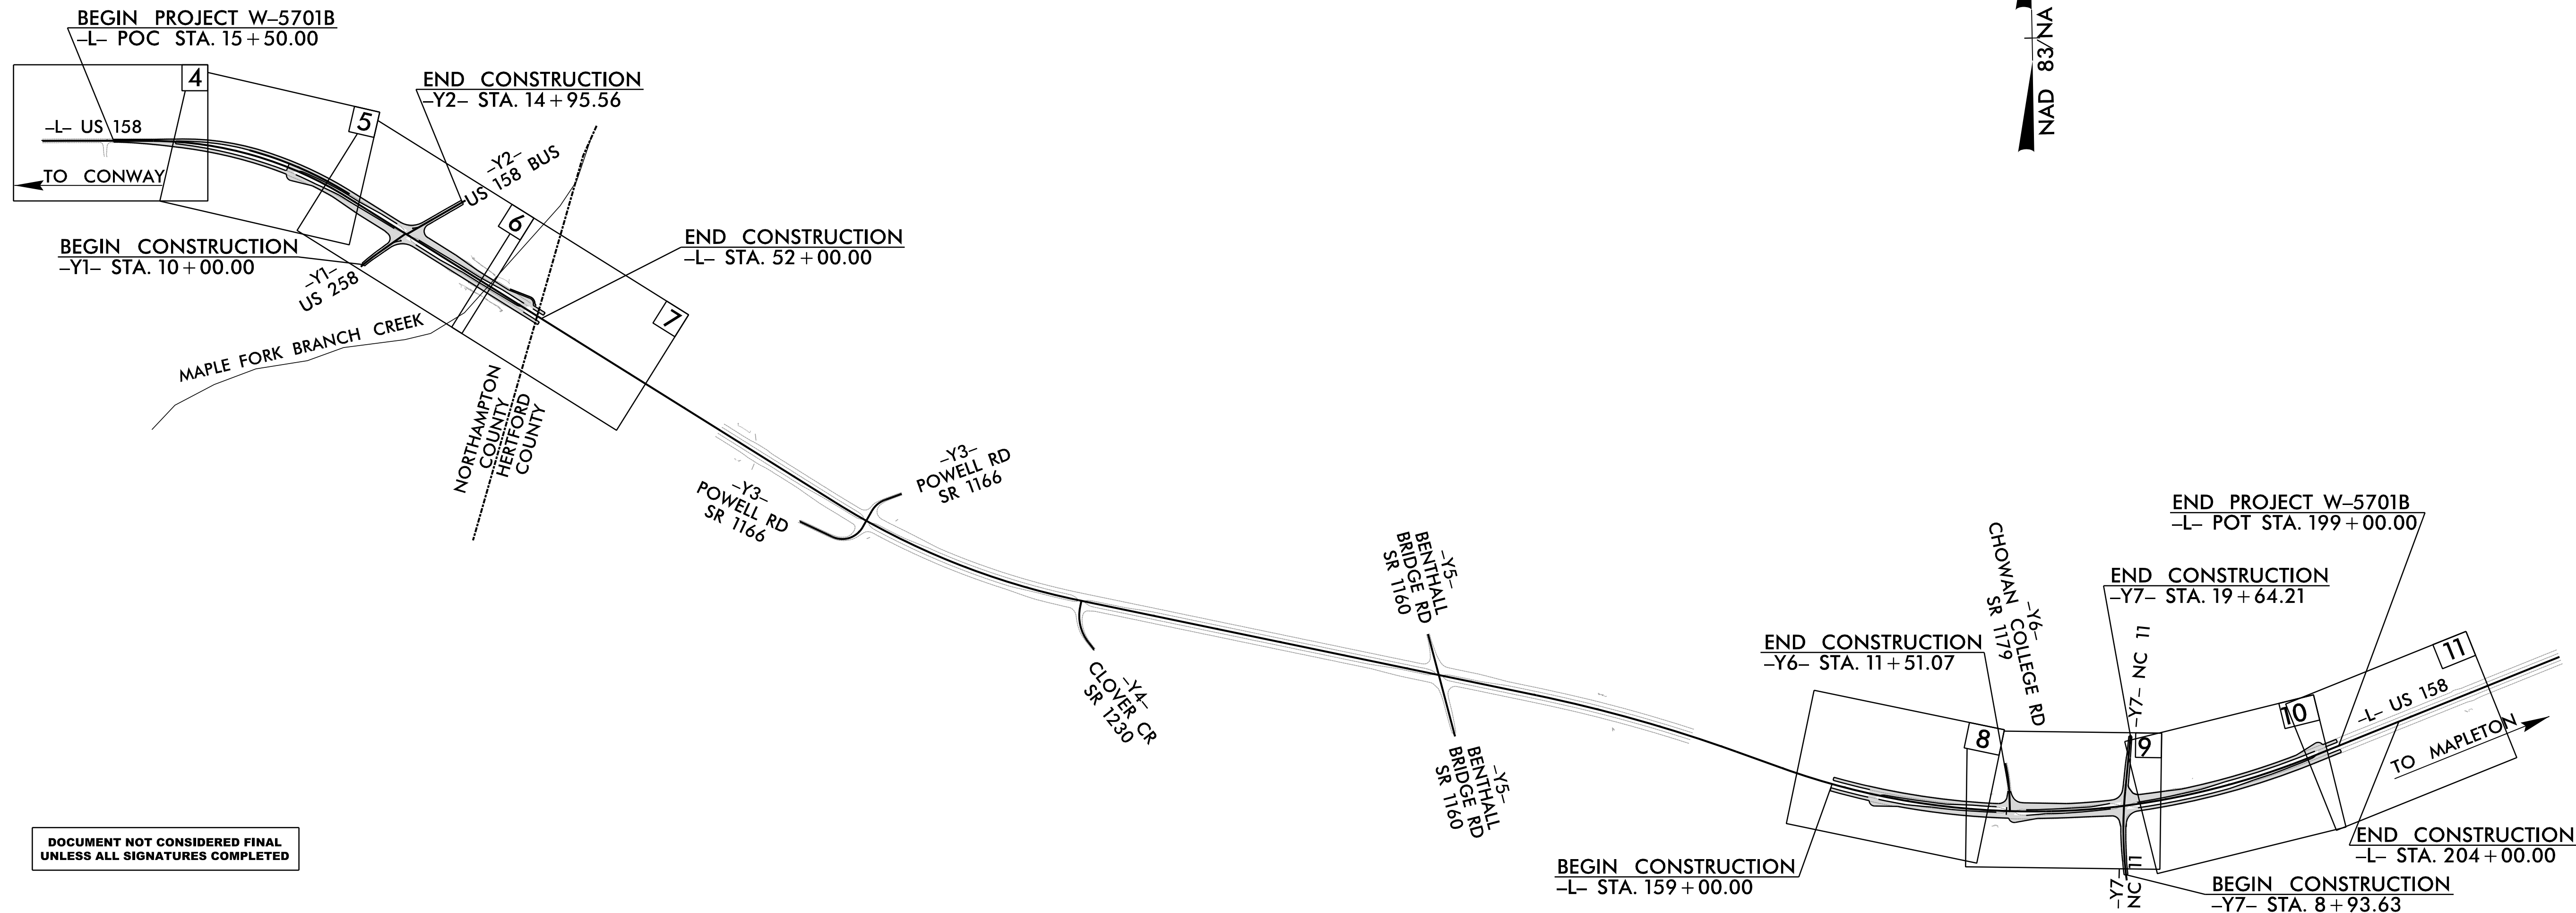 BEGIN PROJECT W–5701B
–L– POC STA. 15+50.00
4
END CONSTRUCTION
–Y2– STA. 14+95.56
5
–L– US 158
TO CONWAY
–Y2–
US 158 BUS
6
BEGIN CONSTRUCTION
–Y1– STA. 10+00.00
–Y1–
US 258
END CONSTRUCTION
–L– STA. 52+00.00
7
MAPLE FORK BRANCH CREEK
NORTHAMPTON
COUNTY
HERTFORD
COUNTY
NAD 83/NA
–Y3–
POWELL RD
SR 1166
–Y3–
POWELL RD
SR 1166
–Y4–
CLOVER CR
SR 1230
–Y5–
BENTHALL
BRIDGE RD
SR 1160
–Y5–
BENTHALL
BRIDGE RD
SR 1160
END PROJECT W–5701B
–L– POT STA. 199+00.00
–Y6–
CHOWAN COLLEGE RD
SR 1179
END CONSTRUCTION
–Y7– STA. 19+64.21
END CONSTRUCTION
–Y6– STA. 11+51.07
–Y7– NC 11
8
9
10
11
–L– US 158
TO MAPLETON
BEGIN CONSTRUCTION
–L– STA. 159+00.00
–Y7–
NC 11
END CONSTRUCTION
–L– STA. 204+00.00
BEGIN CONSTRUCTION
–Y7– STA. 8+93.63
DOCUMENT NOT CONSIDERED FINAL
UNLESS ALL SIGNATURES COMPLETED